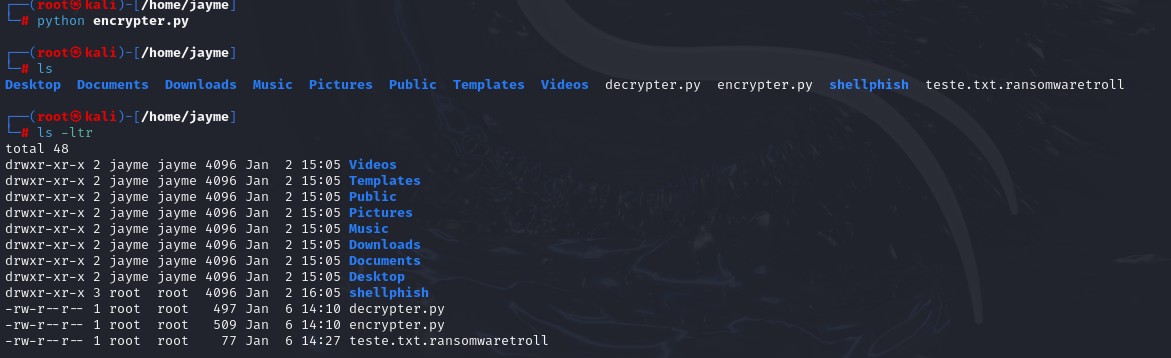 ┌──(root㉿kali)-[/home/jayme]
└─# python encrypter.py
┌──(root㉿kali)-[/home/jayme]
└─# ls
Desktop  Documents  Downloads  Music  Pictures  Public  Templates  Videos  decrypter.py  encrypter.py  shellphish  teste.txt.ransomwaretroll
┌──(root㉿kali)-[/home/jayme]
└─# ls -ltr
total 48
drwxr-xr-x 2 jayme jayme 4096 Jan  2 15:05 Videos
drwxr-xr-x 2 jayme jayme 4096 Jan  2 15:05 Templates
drwxr-xr-x 2 jayme jayme 4096 Jan  2 15:05 Public
drwxr-xr-x 2 jayme jayme 4096 Jan  2 15:05 Pictures
drwxr-xr-x 2 jayme jayme 4096 Jan  2 15:05 Music
drwxr-xr-x 2 jayme jayme 4096 Jan  2 15:05 Downloads
drwxr-xr-x 2 jayme jayme 4096 Jan  2 15:05 Documents
drwxr-xr-x 2 jayme jayme 4096 Jan  2 15:05 Desktop
drwxr-xr-x 3 root  root  4096 Jan  2 16:05 shellphish
-rw-r--r-- 1 root  root   497 Jan  6 14:10 decrypter.py
-rw-r--r-- 1 root  root   509 Jan  6 14:10 encrypter.py
-rw-r--r-- 1 root  root    77 Jan  6 14:27 teste.txt.ransomwaretroll